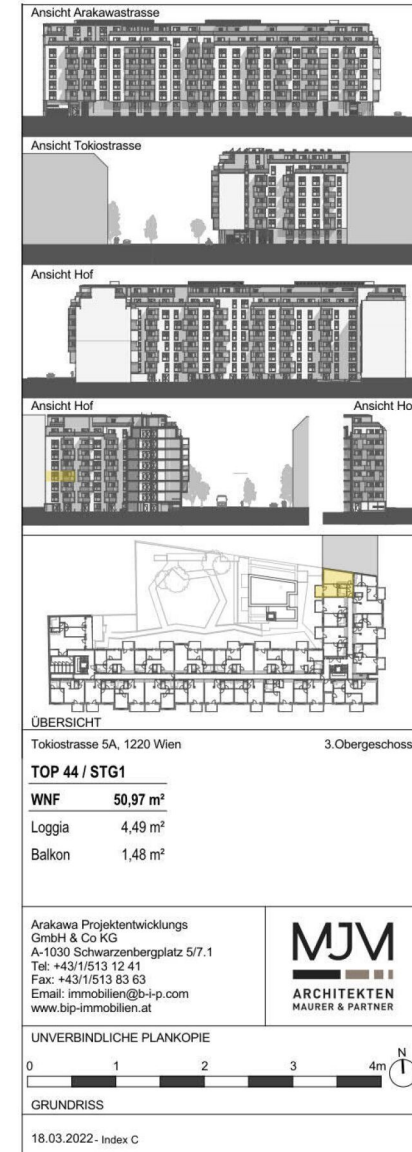 Ansicht Arakawastrasse
Ansicht Tokiostrasse
Ansicht Hof
Ansicht Hof
Ansicht Ho
ÜBERSICHT
Tokiostrasse 5A, 1220 Wien
3.Obergeschoss
TOP 44 / STG1
WNF 50,97 m²
Loggia 4,49 m²
Balkon 1,48 m²
Arakawa Projektentwicklungs
GmbH & Co KG
A-1030 Schwarzenbergplatz 5/7.1
Tel: +43/1/513 12 41
Fax: +43/1/513 83 63
Email: immobilien@b-i-p.com
www.bip-immobilien.at
MJM
ARCHITEKTEN
MAURER & PARTNER
UNVERBINDLICHE PLANKOPIE
0 1 2 3 4m
N
GRUNDRISS
18.03.2022 - Index C